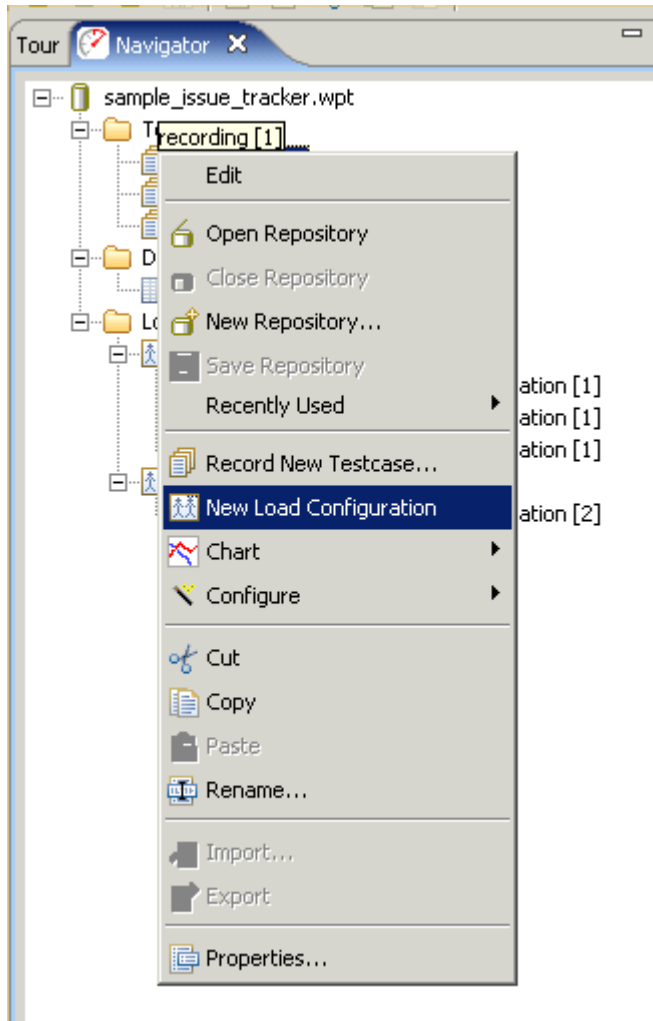 Tour Navigator
sample_issue_tracker.wpt
T
recording [1]
Edit
D
Open Repository
Close Repository
Lo
New Repository...
Save Repository
ation [1]
Recently Used
ation [1]
ation [1]
Record New Testcase...
New Load Configuration
ation [2]
Chart
Configure
Cut
Copy
Paste
Rename...
Import...
Export
Properties...